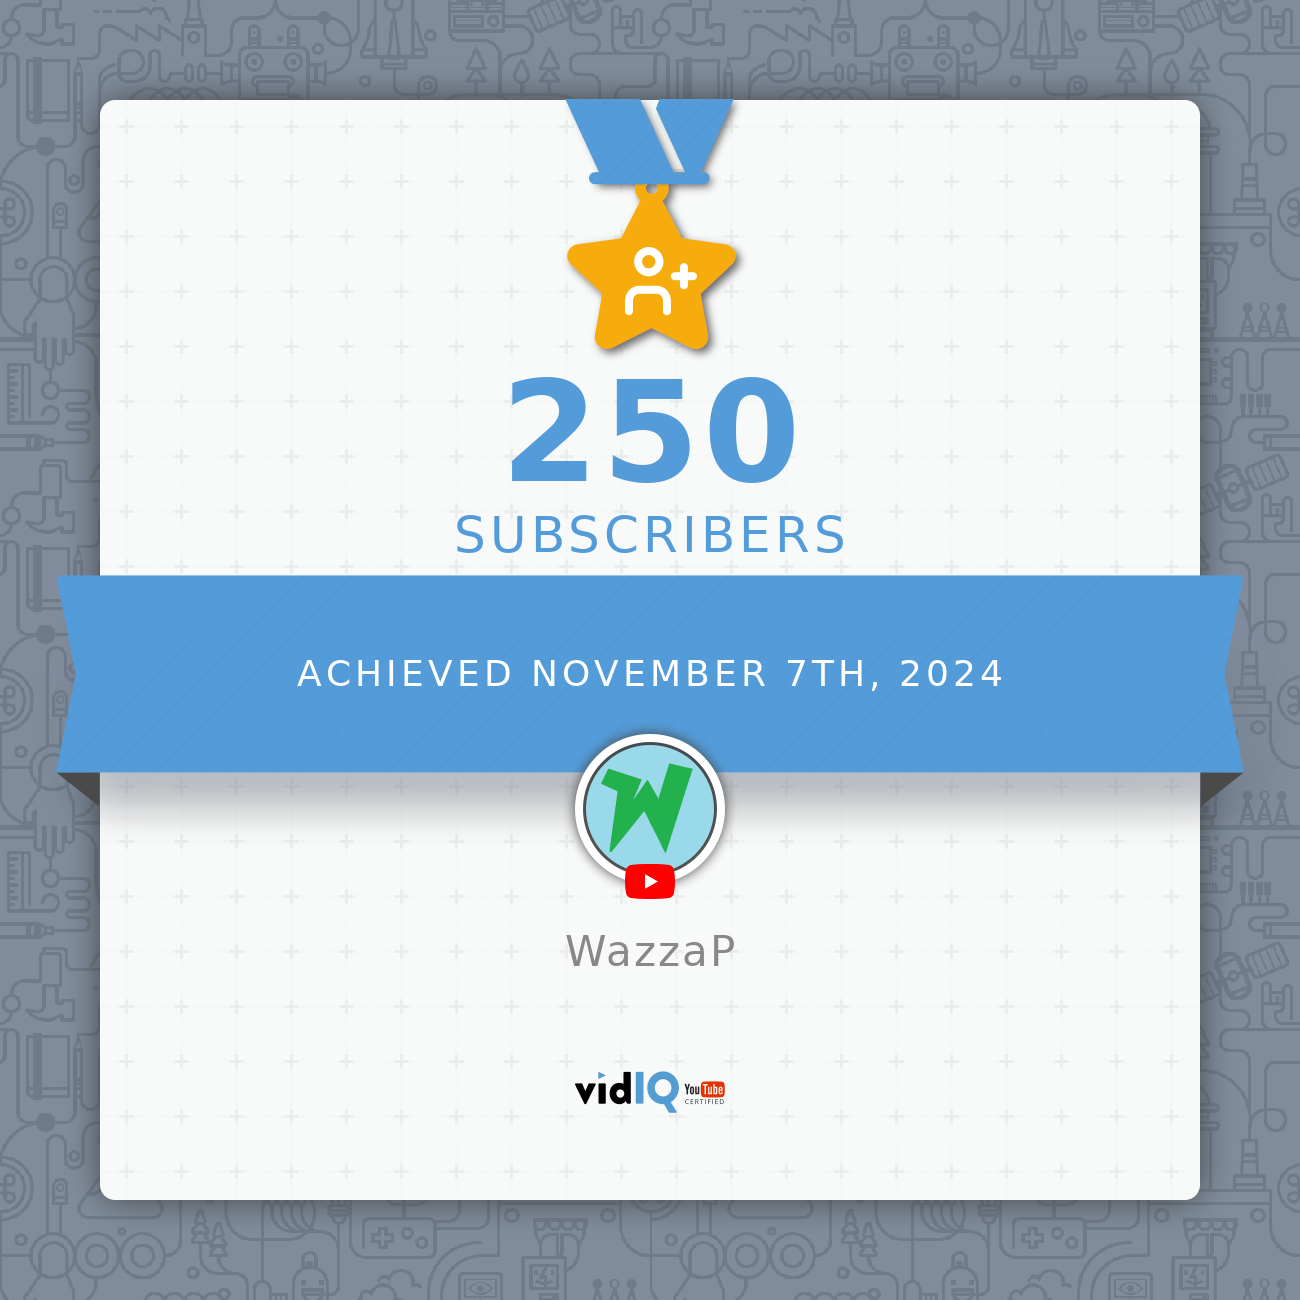 250
SUBSCRIBERS
ACHIEVED NOVEMBER 7TH, 2024
W
WazzaP
vidIQ YouTube
CERTIFIED